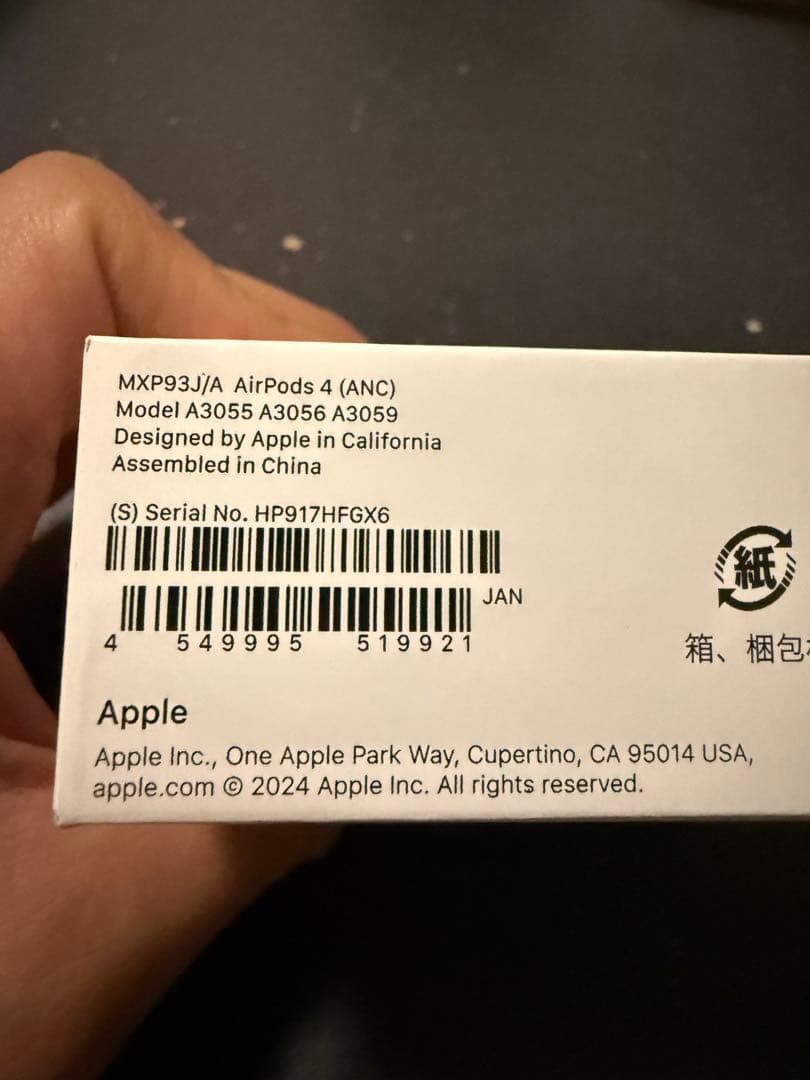 MXP93J/A AirPods 4 (ANC)
Model A3055 A3056 A3059
Designed by Apple in California
Assembled in China
(S) Serial No. HP917HFGX6
JAN
4 549995 519921
紙
箱、梱包
Apple
Apple Inc., One Apple Park Way, Cupertino, CA 95014 USA,
apple.com © 2024 Apple Inc. All rights reserved.